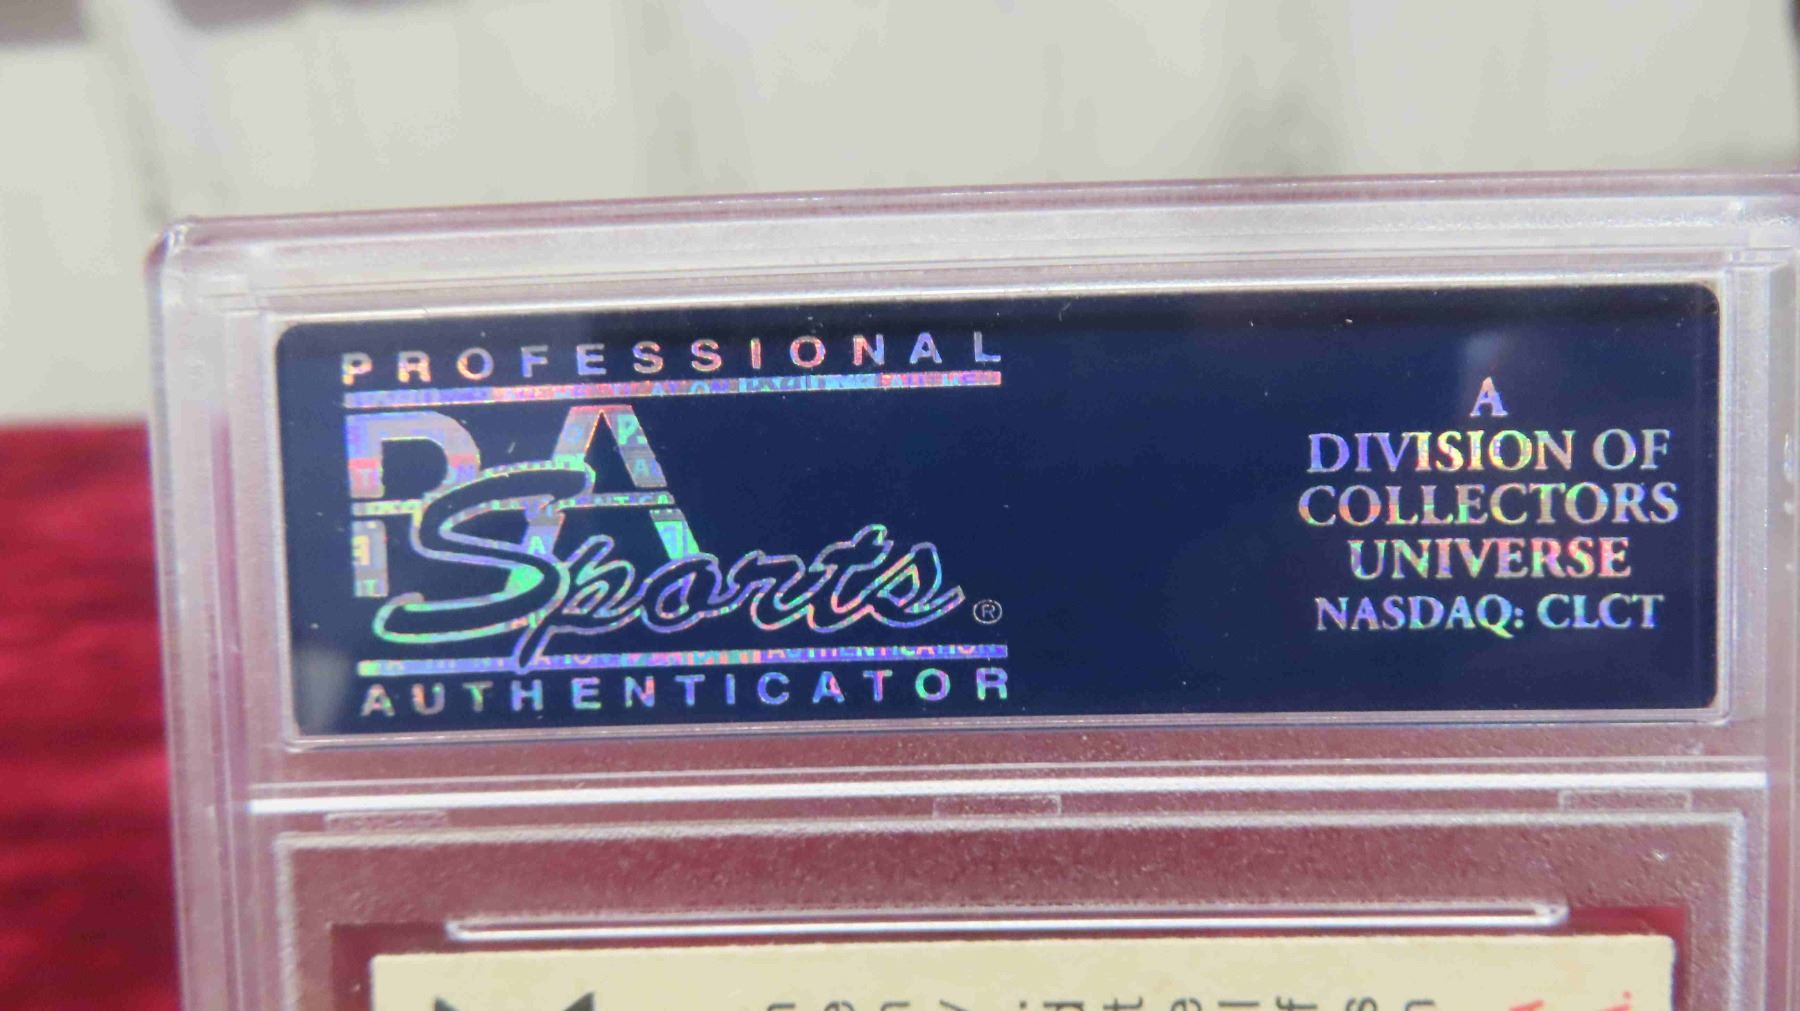 PROFESSIONAL
PSA
Sports®
AUTHENTICATOR
A
DIVISION OF
COLLECTORS
UNIVERSE
NASDAQ: CLCT